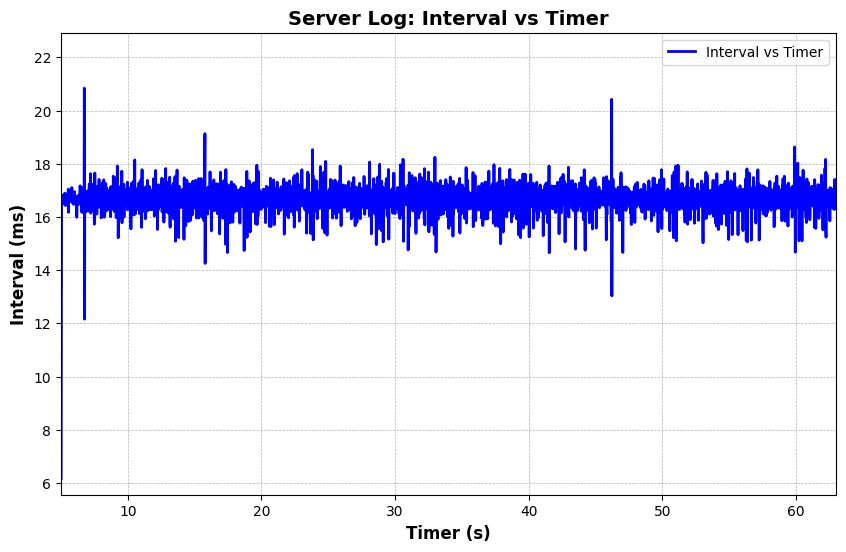 Server Log: Interval vs Timer
Interval vs Timer
22
20
18
16
14
12
10
8
6
Interval (ms)
10 20 30 40 50 60
Timer (s)